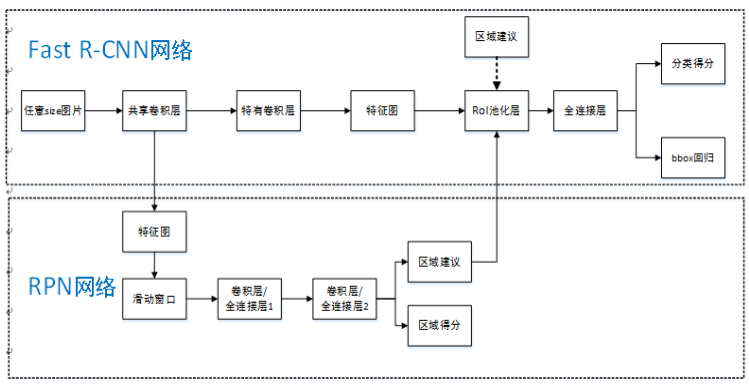 Fast R-CNN网络
区域建议
分类得分
任意size图片
共享卷积层
特有卷积层
特征图
RoI池化层
全连接层
bbox回归
特征图
RPN网络
滑动窗口
卷积层/
全连接层1
卷积层/
全连接层2
区域建议
区域得分